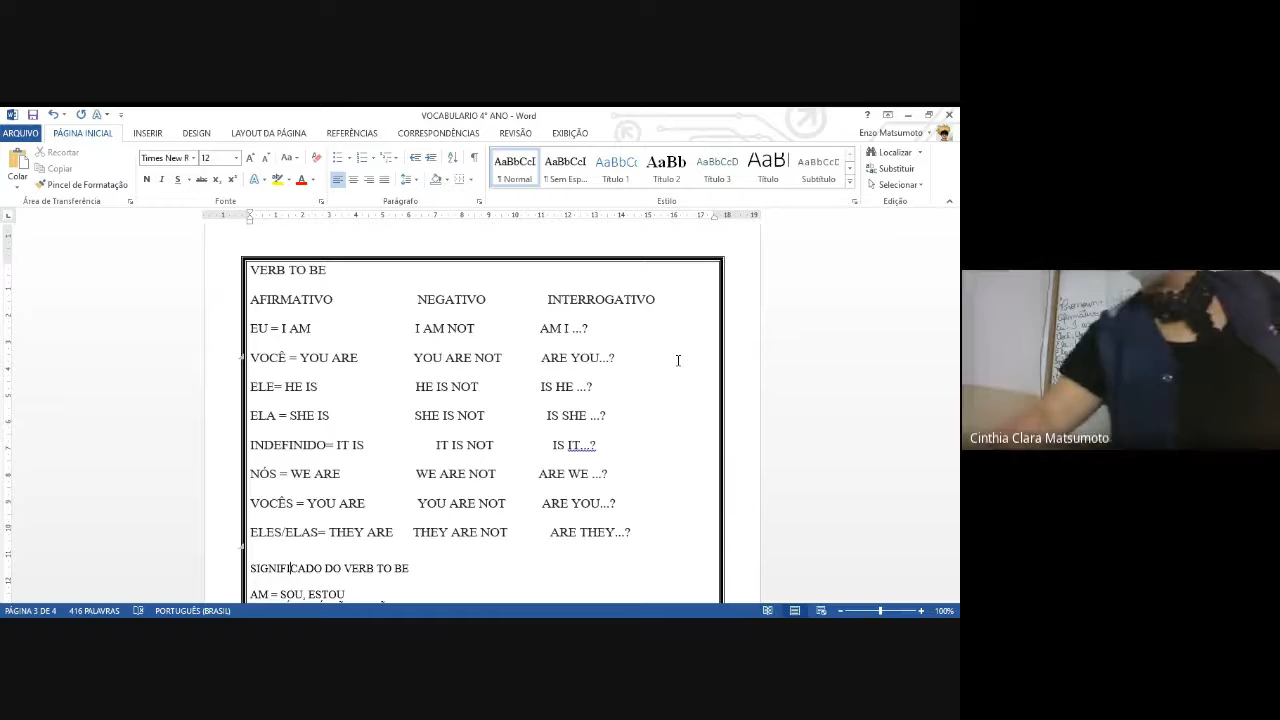 VOCABULARIO 4° ANO - Word
ARQUIVO PÁGINA INICIAL INSERIR DESIGN LAYOUT DA PÁGINA REFERÊNCIAS CORRESPONDÊNCIAS REVISÃO EXIBIÇÃO Enzo Matsumoto
Colar
Recortar
Copiar
Pincel de Formatação
Área de Transferência
Times New R 12
Fonte
Parágrafo
AaBbCcI AaBbCcI AaBbCc AaBb AaBbCcD AaBl AaBbCcC
¶ Normal ¶ Sem Esp... Título 1 Título 2 Título 3 Título Subtítulo
Estilo
Localizar
Substituir
Selecionar
Edição
VERB TO BE
AFIRMATIVO NEGATIVO INTERROGATIVO
EU = I AM I AM NOT AM I ...?
VOCÊ = YOU ARE YOU ARE NOT ARE YOU...?
ELE= HE IS HE IS NOT IS HE ...?
ELA = SHE IS SHE IS NOT IS SHE ...?
INDEFINIDO= IT IS IT IS NOT IS IT...?
NÓS = WE ARE WE ARE NOT ARE WE ...?
VOCÊS = YOU ARE YOU ARE NOT ARE YOU...?
ELES/ELAS= THEY ARE THEY ARE NOT ARE THEY...?
SIGNIFICADO DO VERB TO BE
AM = SOU, ESTOU
PÁGINA 3 DE 4 416 PALAVRAS PORTUGUÊS (BRASIL) 100%
Cinthia Clara Matsumoto